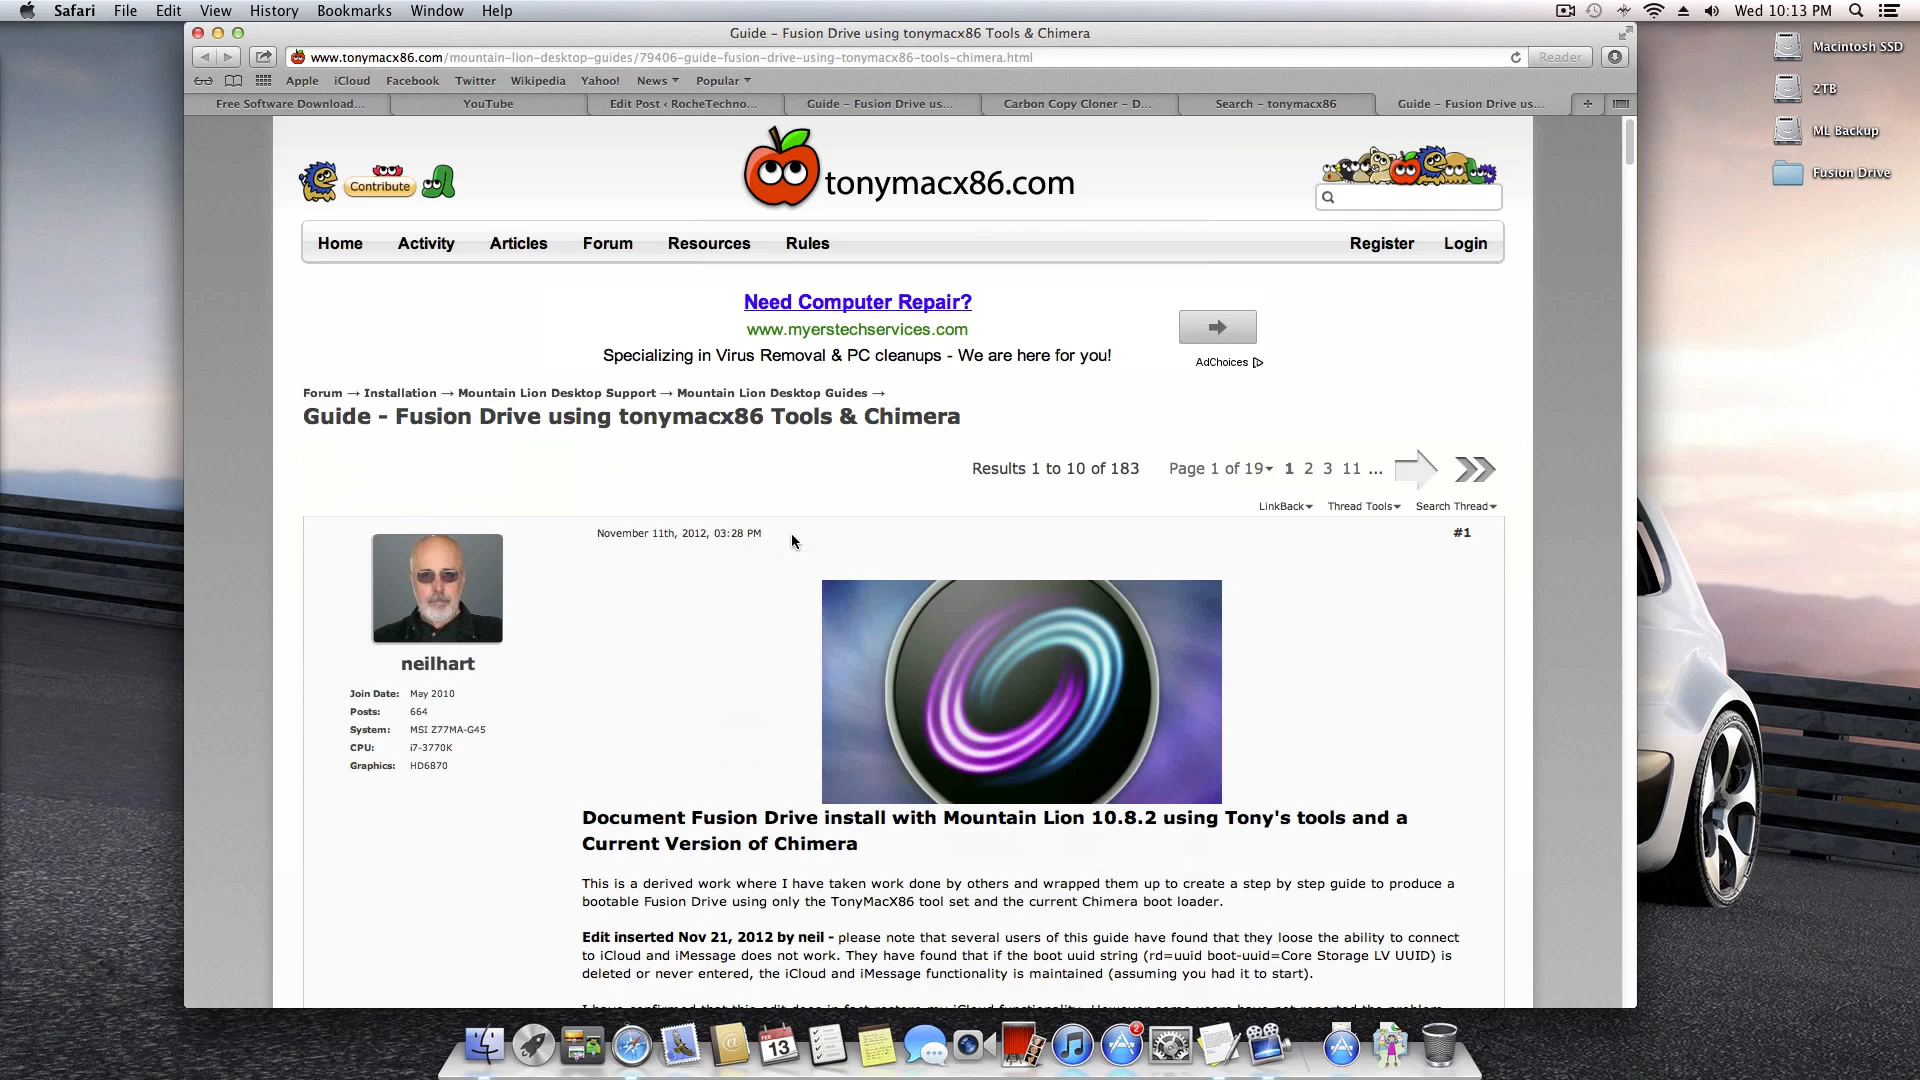 Safari File Edit View History Bookmarks Window Help
Wed 10:13 PM
Guide – Fusion Drive using tonymacx86 Tools & Chimera
www.tonymacx86.com/mountain-lion-desktop-guides/79406-guide-fusion-drive-using-tonymacx86-tools-chimera.html
Reader
Apple iCloud Facebook Twitter Wikipedia Yahoo! News Popular
Free Software Download... YouTube Edit Post ‹ RocheTechno... Guide – Fusion Drive us... Carbon Copy Cloner – D... Search – tonymacx86 Guide – Fusion Drive us...
Macintosh SSD
2TB
ML Backup
Fusion Drive
Contribute
tonymacx86.com
Home Activity Articles Forum Resources Rules Register Login
Need Computer Repair?
www.myerstechservices.com
Specializing in Virus Removal & PC cleanups - We are here for you!
AdChoices
Forum → Installation → Mountain Lion Desktop Support → Mountain Lion Desktop Guides →
Guide - Fusion Drive using tonymacx86 Tools & Chimera
Results 1 to 10 of 183 Page 1 of 19 1 2 3 11 ...
LinkBack Thread Tools Search Thread
November 11th, 2012, 03:28 PM #1
neilhart
Join Date: May 2010
Posts: 664
System: MSI Z77MA-G45
CPU: i7-3770K
Graphics: HD6870
Document Fusion Drive install with Mountain Lion 10.8.2 using Tony's tools and a
Current Version of Chimera
This is a derived work where I have taken work done by others and wrapped them up to create a step by step guide to produce a
bootable Fusion Drive using only the TonyMacX86 tool set and the current Chimera boot loader.
Edit inserted Nov 21, 2012 by neil - please note that several users of this guide have found that they loose the ability to connect
to iCloud and iMessage does not work. They have found that if the boot uuid string (rd=uuid boot-uuid=Core Storage LV UUID) is
deleted or never entered, the iCloud and iMessage functionality is maintained (assuming you had it to start).
FEB
13
2